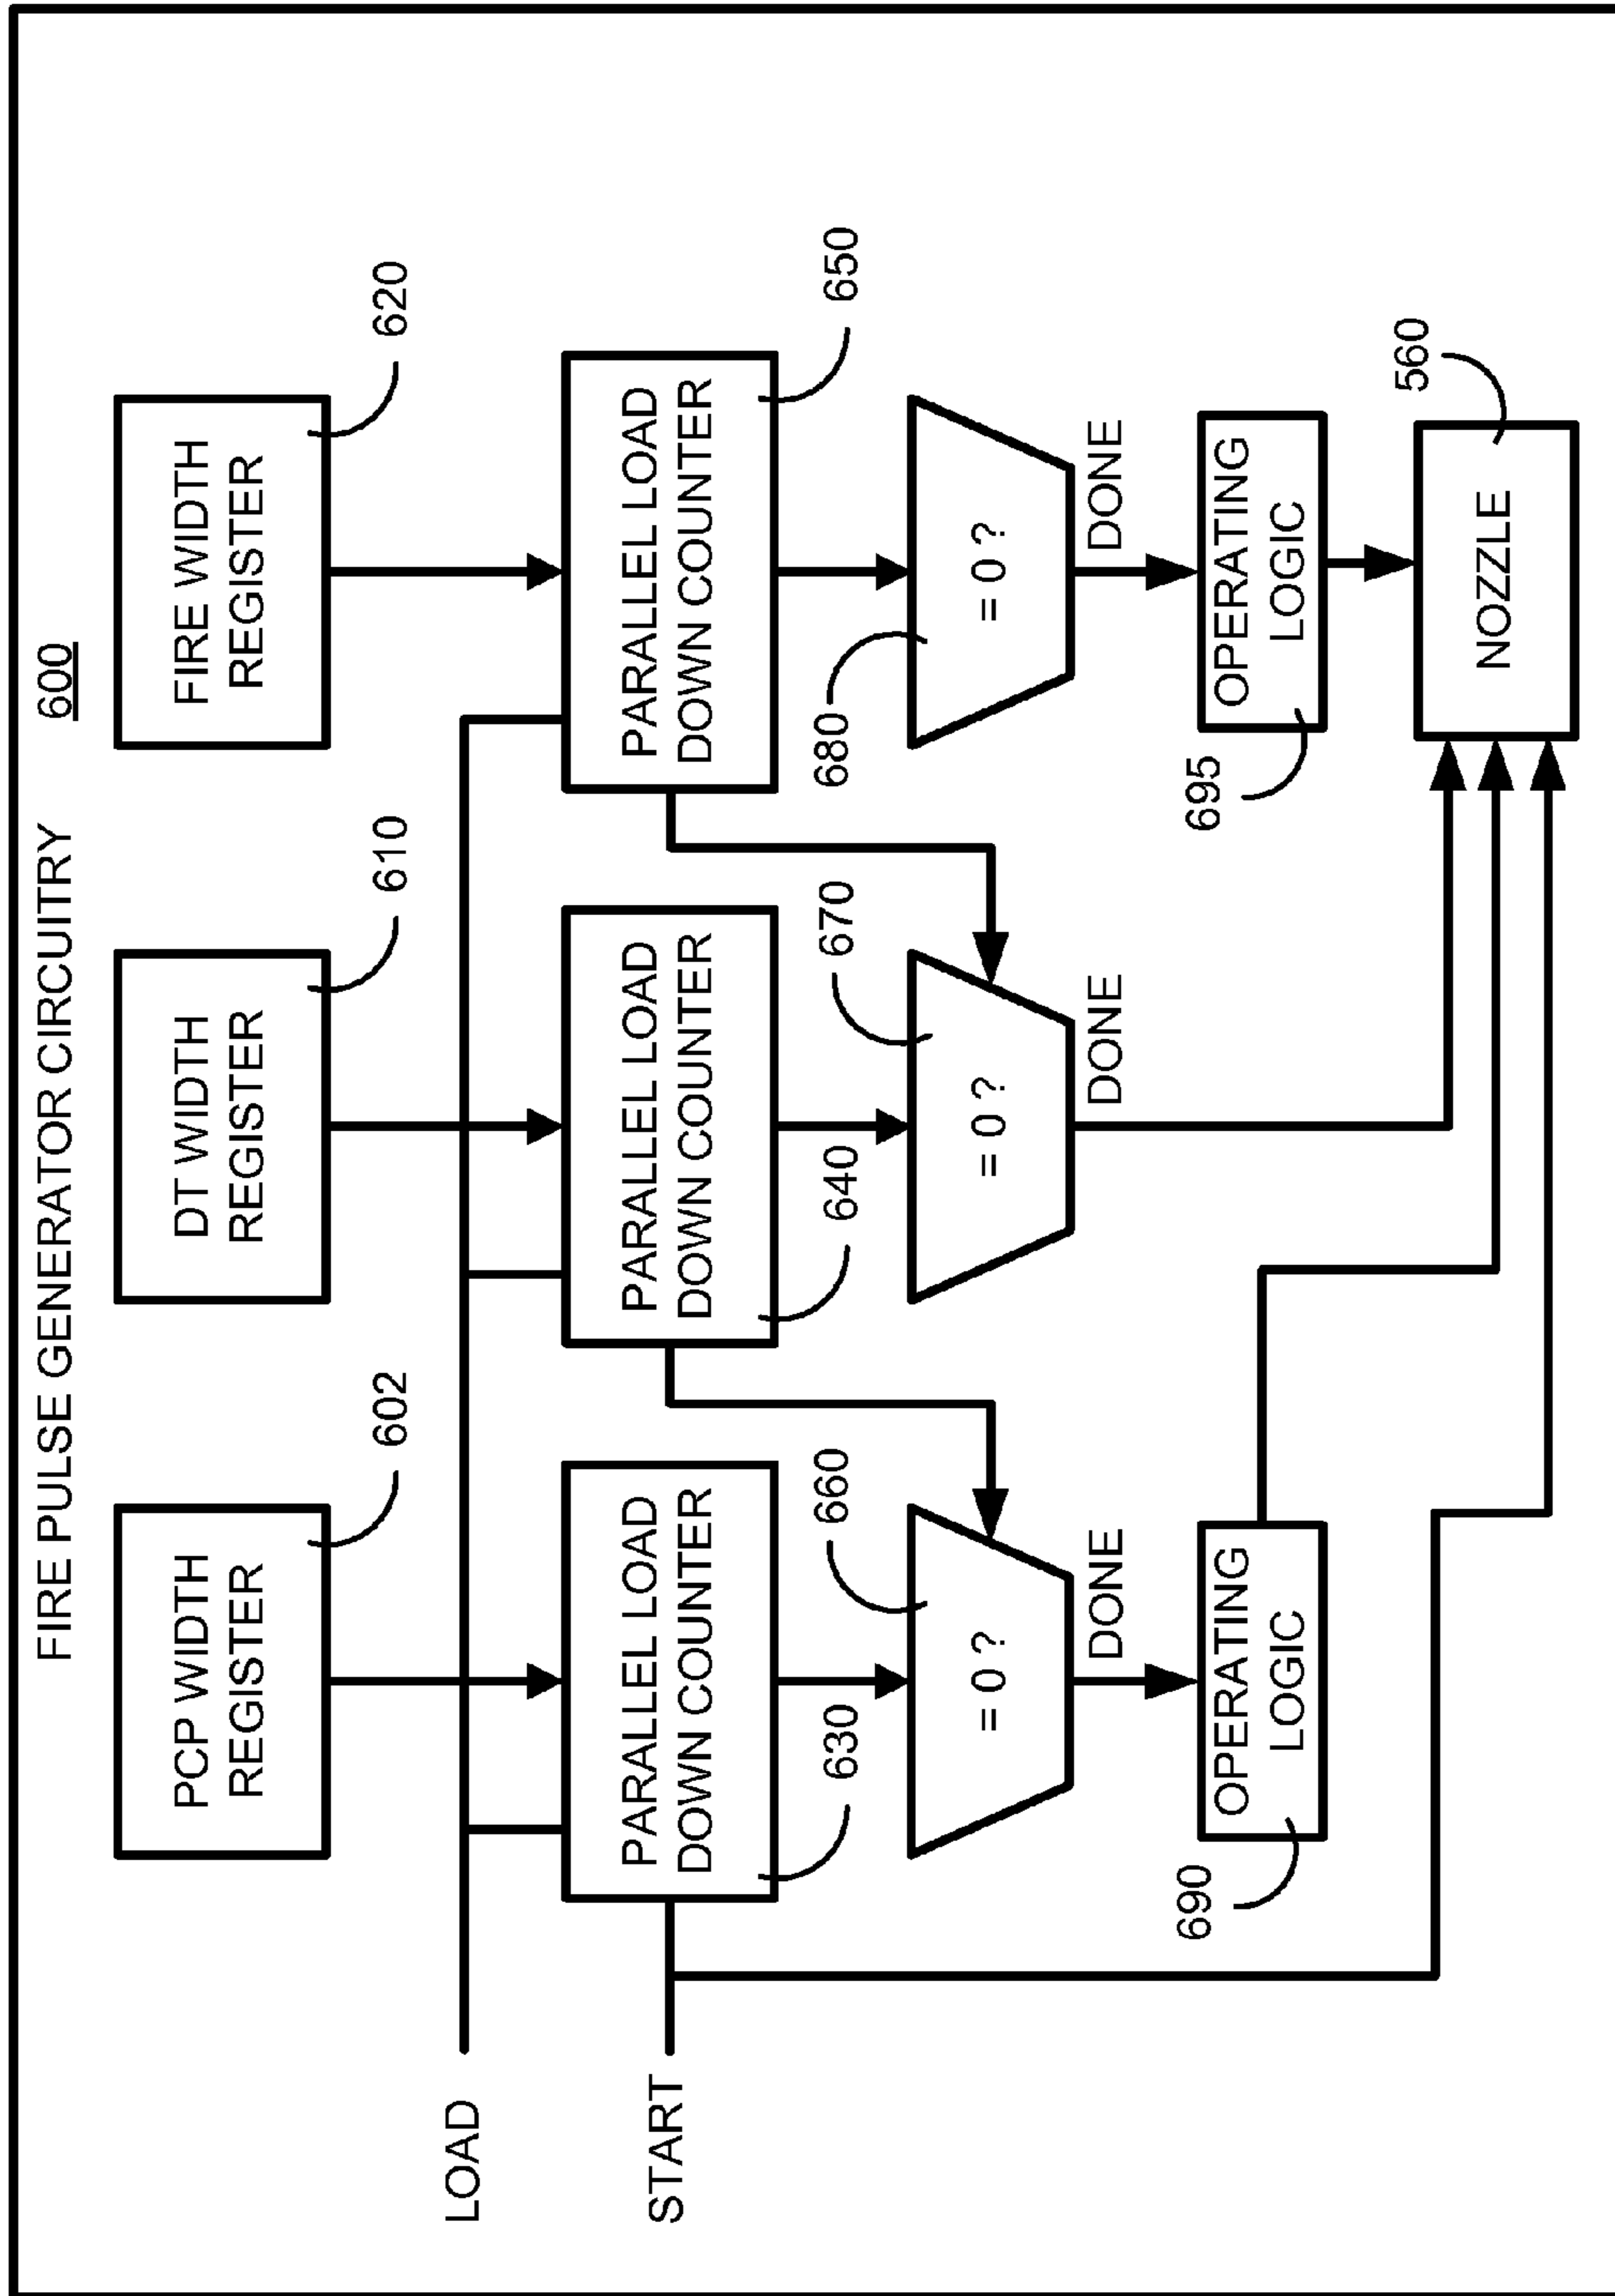 FIRE PULSE GENERATOR CIRCUITRY
600
PCP WIDTH
REGISTER
602
DT WIDTH
REGISTER
610
FIRE WIDTH
REGISTER
620
LOAD
START
PARALLEL LOAD
DOWN COUNTER
630
PARALLEL LOAD
DOWN COUNTER
640
PARALLEL LOAD
DOWN COUNTER
650
= 0 ?
660
= 0 ?
670
= 0 ?
680
DONE
DONE
DONE
OPERATING
LOGIC
690
OPERATING
LOGIC
695
NOZZLE
560